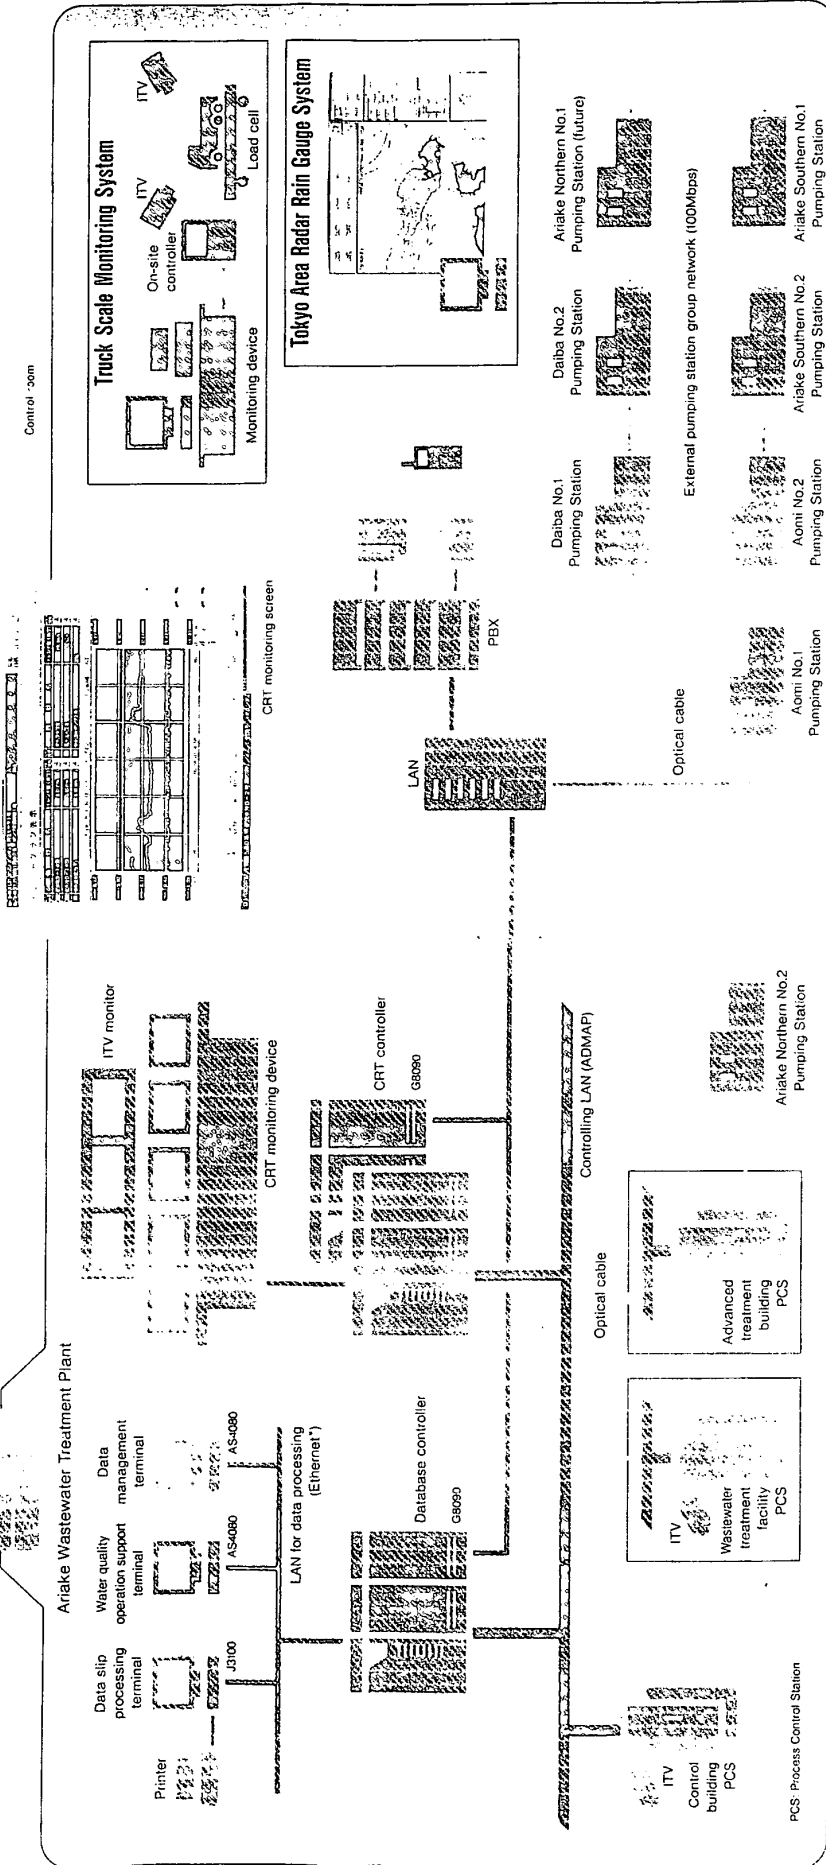 Control room
Ariake Wastewater Treatment Plant
Printer
Data slip
processing
terminal
J3100
Water quality
operation support
terminal
AS4080
Data
management
terminal
AS4080
LAN for data processing
(Ethernet*)
Database controller
G8090
ITV monitor
CRT monitoring device
CRT controller
G8090
CRT monitoring screen
Truck Scale Monitoring System
Monitoring device
On-site
controller
ITV
ITV
Load cell
Tokyo Area Radar Rain Gauge System
LAN
PBX
Optical cable
Controlling LAN (ADMAP)
Optical cable
ITV
Control
building
PCS
ITV
Wastewater
treatment
facility
PCS
Advanced
treatment
building
PCS
Ariake Northern No.2
Pumping Station
Daiba No.1
Pumping Station
Daiba No.2
Pumping Station
Ariake Northern No.1
Pumping Station (future)
External pumping station group network (100Mbps)
Aomi No.1
Pumping Station
Aomi No.2
Pumping Station
Ariake Southern No.2
Pumping Station
Ariake Southern No.1
Pumping Station
PCS: Process Control Station